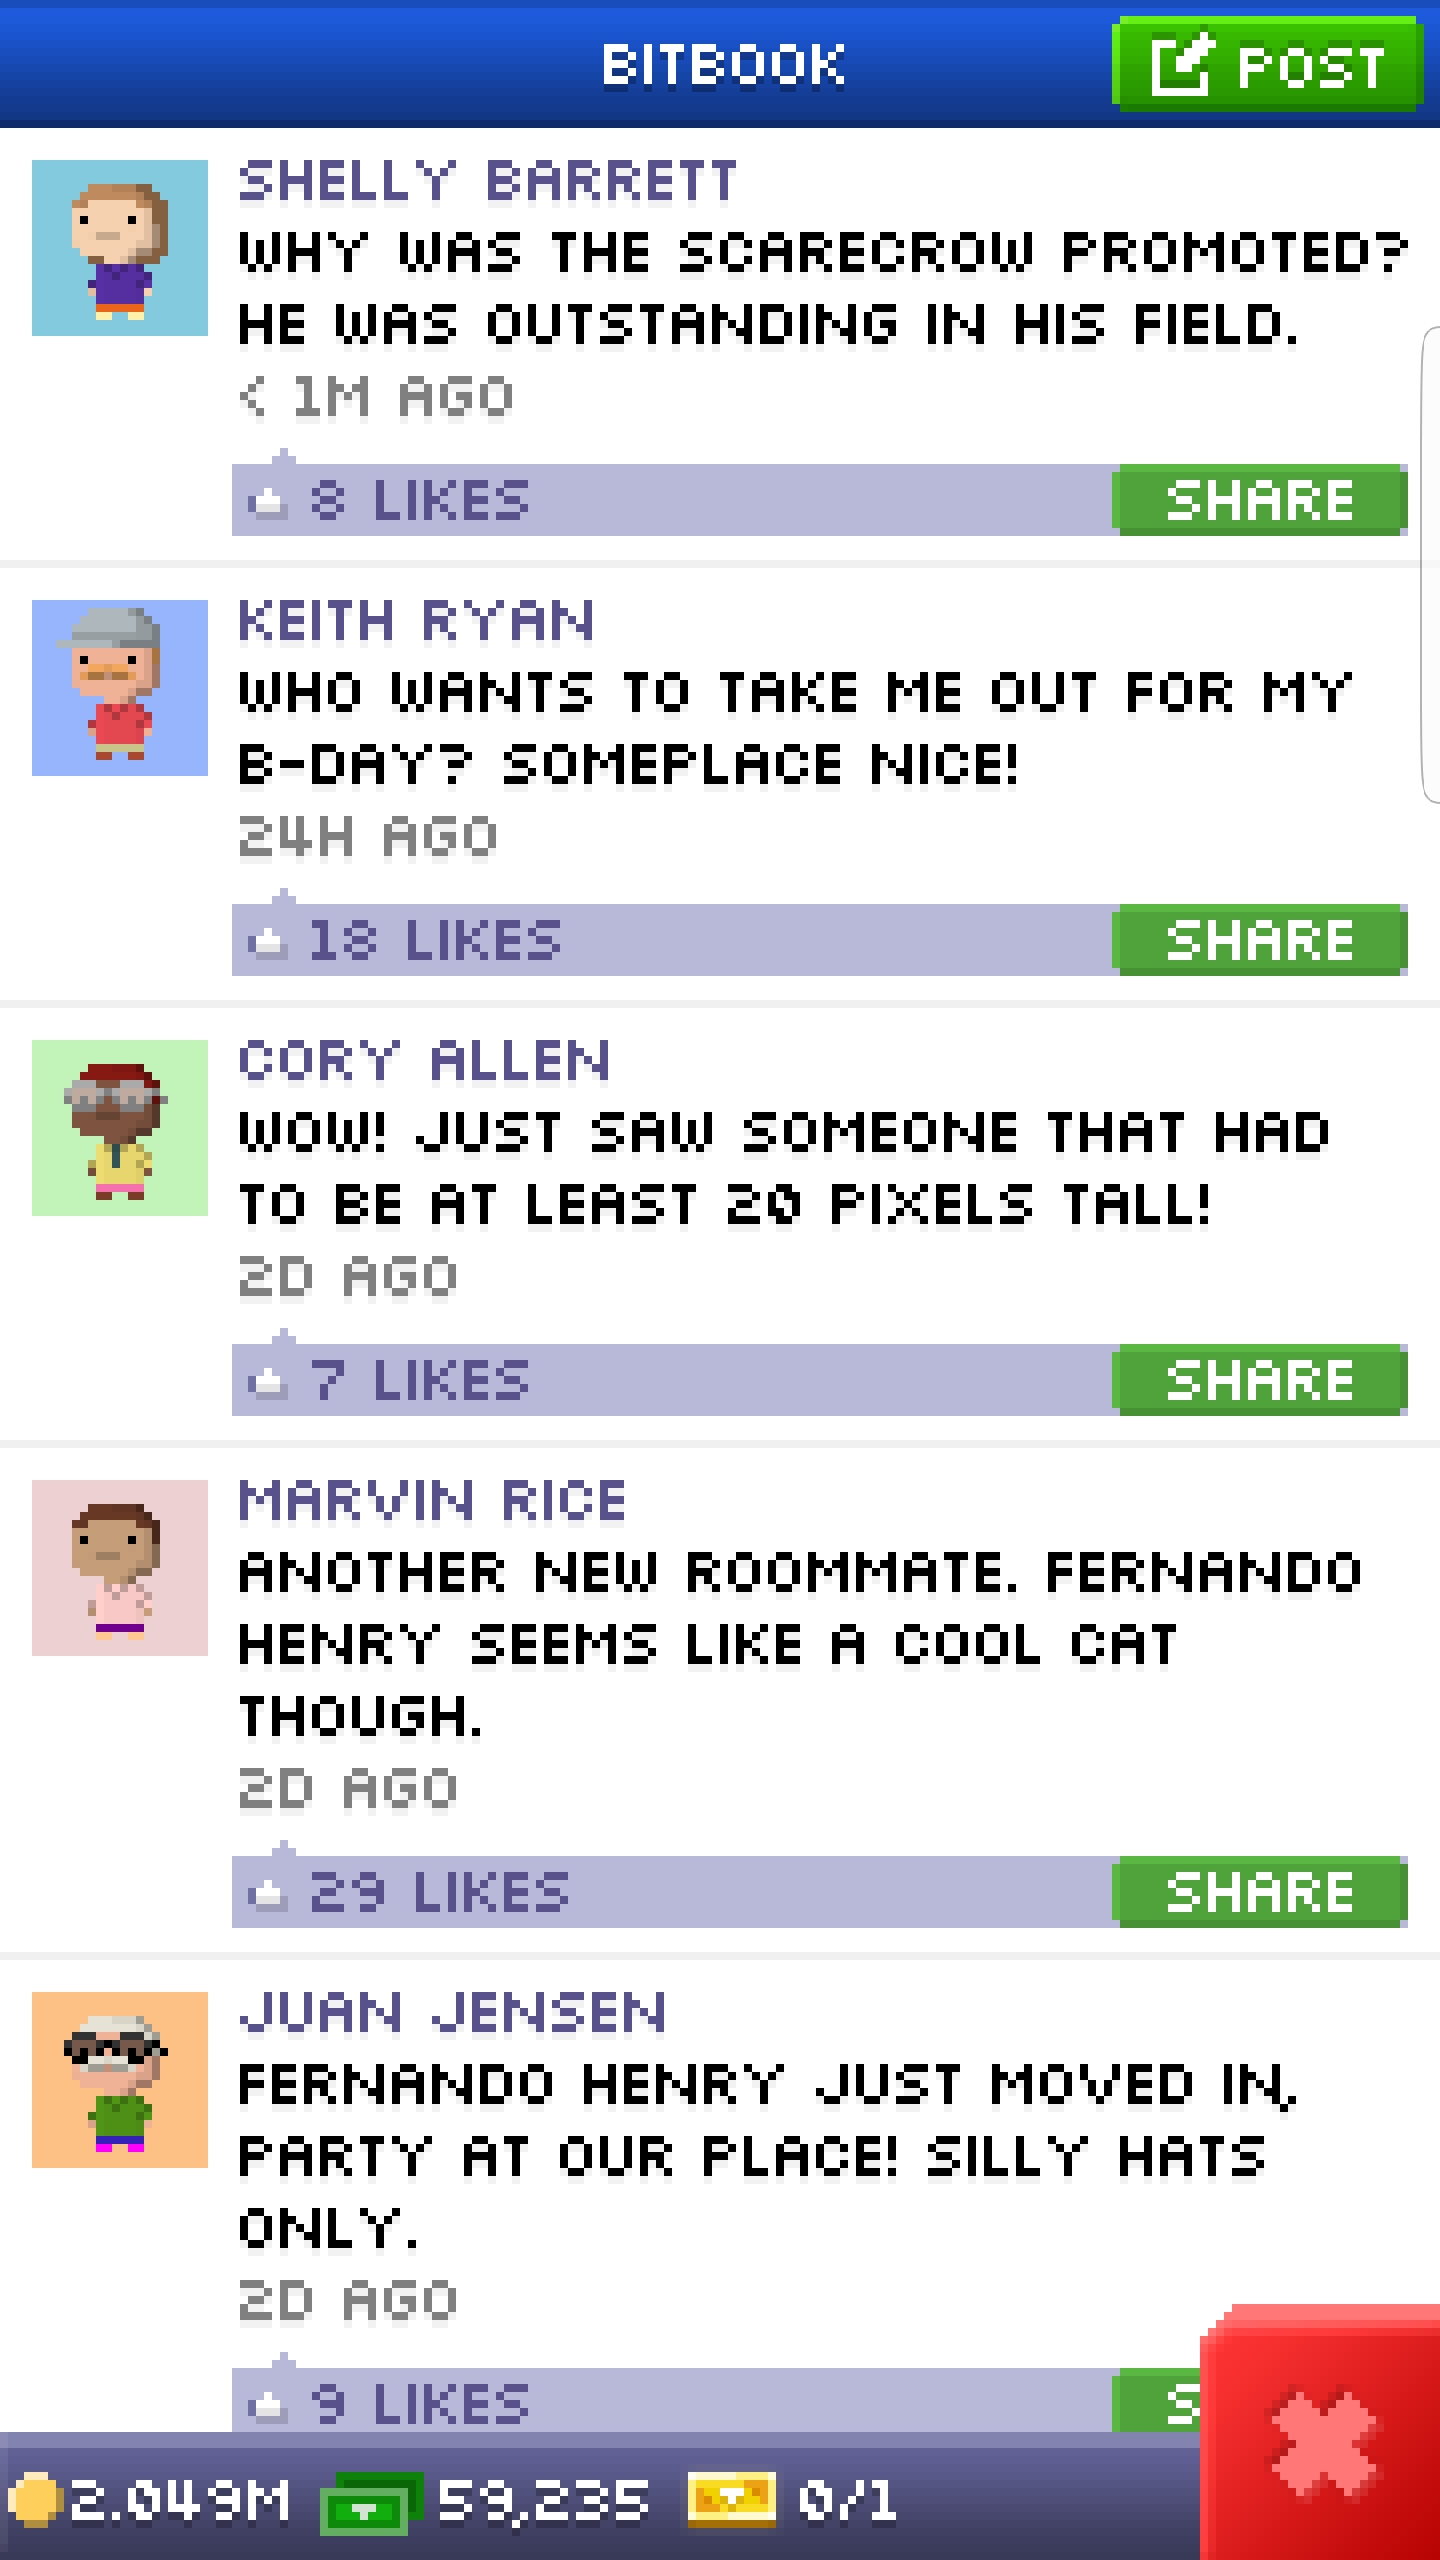 BITBOOK
POST
SHELLY BARRETT
WHY WAS THE SCARECROW PROMOTED?
HE WAS OUTSTANDING IN HIS FIELD.
< 1M AGO
8 LIKES
SHARE
KEITH RYAN
WHO WANTS TO TAKE ME OUT FOR MY
B-DAY? SOMEPLACE NICE!
24H AGO
18 LIKES
SHARE
CORY ALLEN
WOW! JUST SAW SOMEONE THAT HAD
TO BE AT LEAST 20 PIXELS TALL!
2D AGO
7 LIKES
SHARE
MARVIN RICE
ANOTHER NEW ROOMMATE. FERNANDO
HENRY SEEMS LIKE A COOL CAT
THOUGH.
2D AGO
29 LIKES
SHARE
JUAN JENSEN
FERNANDO HENRY JUST MOVED IN,
PARTY AT OUR PLACE! SILLY HATS
ONLY.
2D AGO
9 LIKES
S
2.049M
59,235
0/1